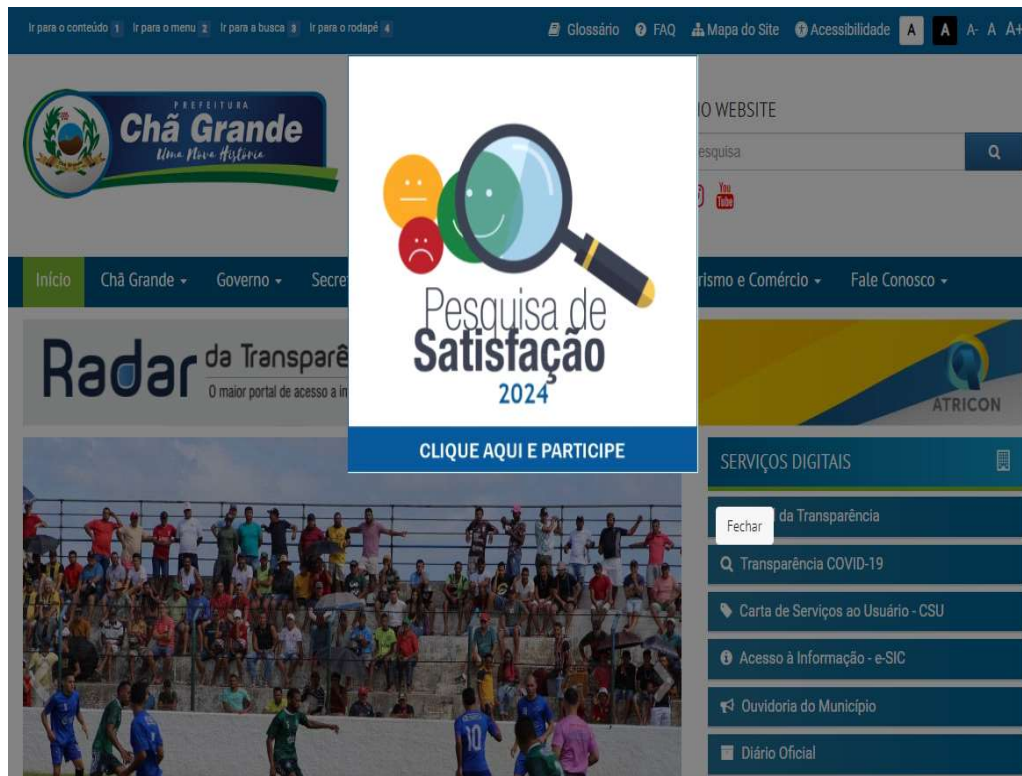 Ir para o conteúdo 1 Ir para o menu 2 Ir para a busca 3 Ir para o rodapé 4
Glossário FAQ Mapa do Site Acessibilidade A A A- A A+
PREFEITURA
Chã Grande
Uma Nova História
O WEBSITE
esquisa
You
Tube
Início Chã Grande Governo Secre
rismo e Comércio Fale Conosco
Pesquisa de
Satisfação
2024
CLIQUE AQUI E PARTICIPE
Radar da Transparê
O maior portal de acesso a in
ATRICON
SERVIÇOS DIGITAIS
Fechar
da Transparência
Transparência COVID-19
Carta de Serviços ao Usuário - CSU
Acesso à Informação - e-SIC
Ouvidoria do Município
Diário Oficial
10